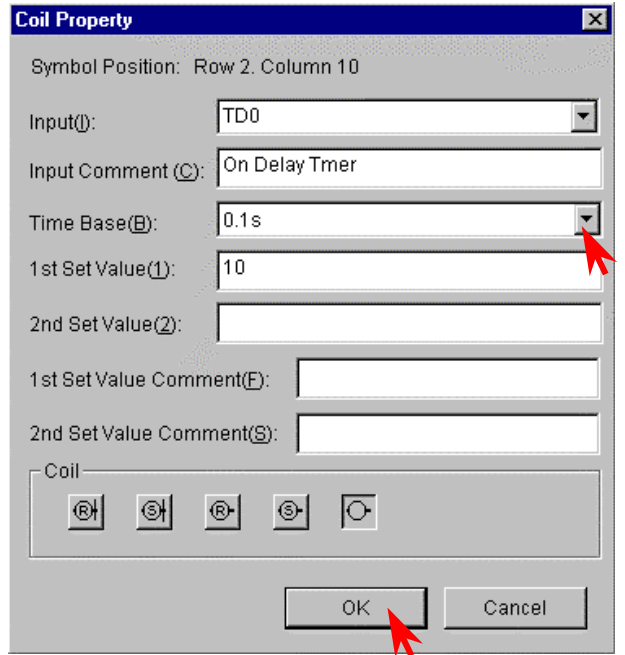 Coil Property
Symbol Position: Row 2. Column 10
Input(I): TD0
Input Comment (C): On Delay Tmer
Time Base(B): 0.1s
1st Set Value(1): 10
2nd Set Value(2):
1st Set Value Comment(F):
2nd Set Value Comment(S):
Coil
R S R S
OK Cancel